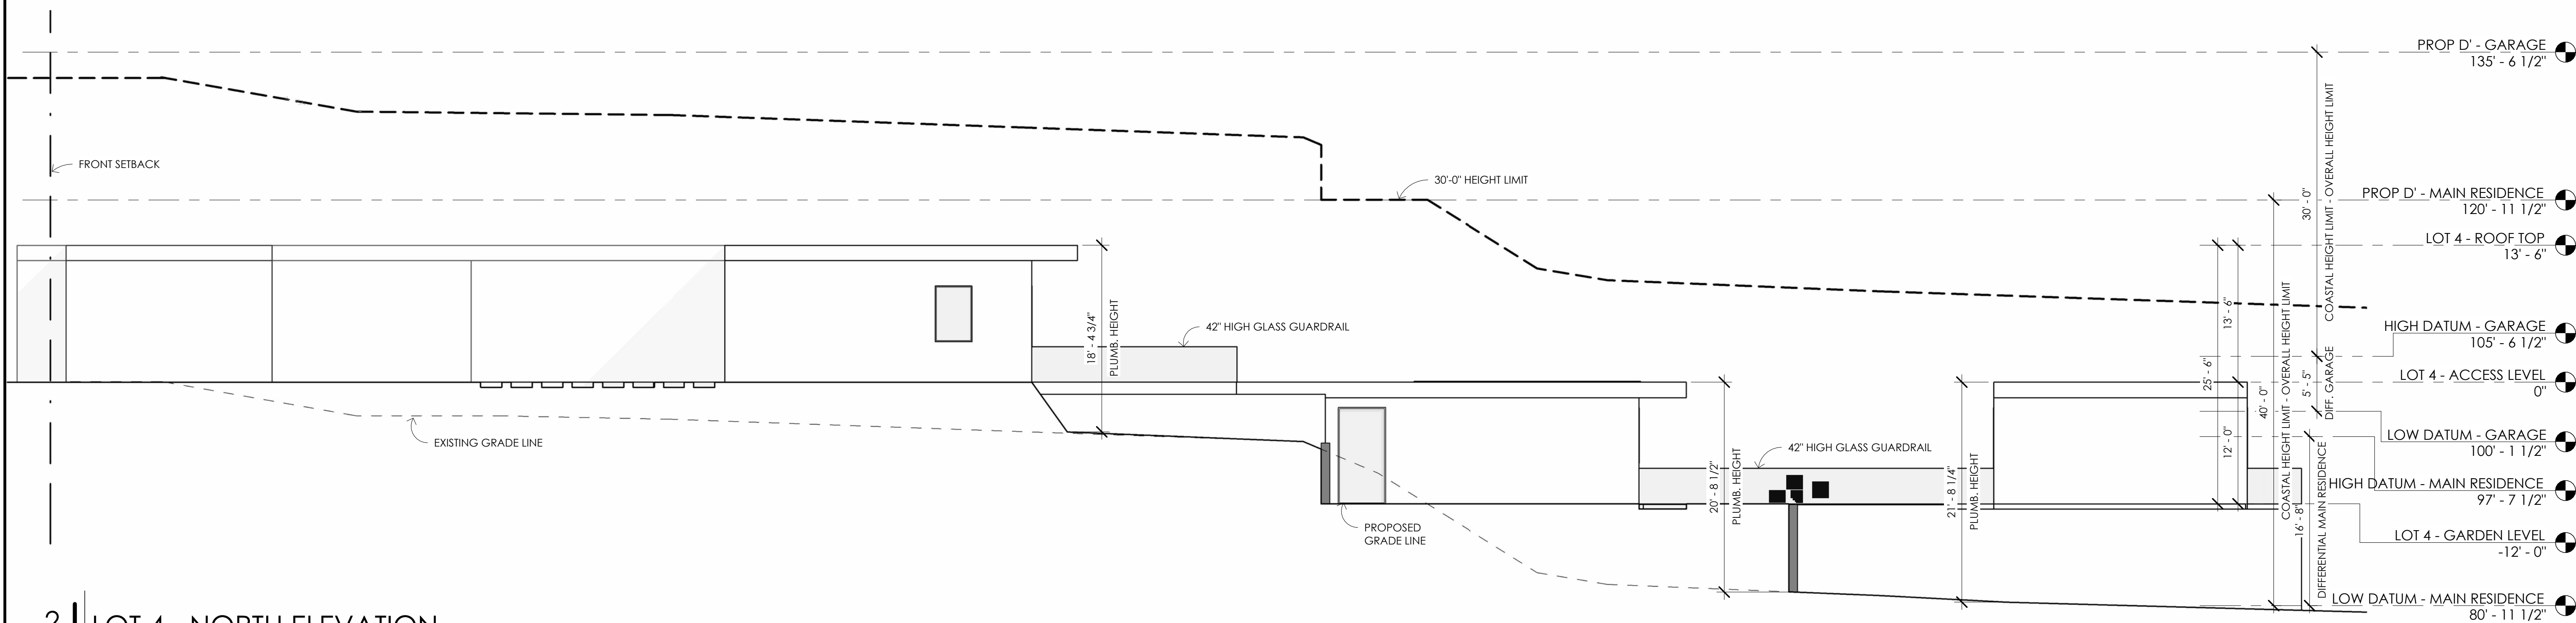 PROP D' - GARAGE
135' - 6 1/2"
FRONT SETBACK
30'-0" HEIGHT LIMIT
PROP D' - MAIN RESIDENCE
120' - 11 1/2"
LOT 4 - ROOF TOP
13' - 6"
42" HIGH GLASS GUARDRAIL
18' - 4 3/4"
PLUMB. HEIGHT
EXISTING GRADE LINE
PROPOSED
GRADE LINE
42" HIGH GLASS GUARDRAIL
20' - 8 1/2"
PLUMB. HEIGHT
21' - 8 1/4"
PLUMB. HEIGHT
25' - 6"
13' - 6"
12' - 0"
40' - 0"
COASTAL HEIGHT LIMIT - OVERALL HEIGHT LIMIT
30' - 0"
COASTAL HEIGHT LIMIT - OVERALL HEIGHT LIMIT
5' - 5"
DIFF. GARAGE
16' - 8"
DIFFERENTIAL MAIN RESIDENCE
HIGH DATUM - GARAGE
105' - 6 1/2"
LOT 4 - ACCESS LEVEL
0"
LOW DATUM - GARAGE
100' - 1 1/2"
HIGH DATUM - MAIN RESIDENCE
97' - 7 1/2"
LOT 4 - GARDEN LEVEL
-12' - 0"
LOW DATUM - MAIN RESIDENCE
80' - 11 1/2"
2 LOT 4 - NORTH ELEVATION